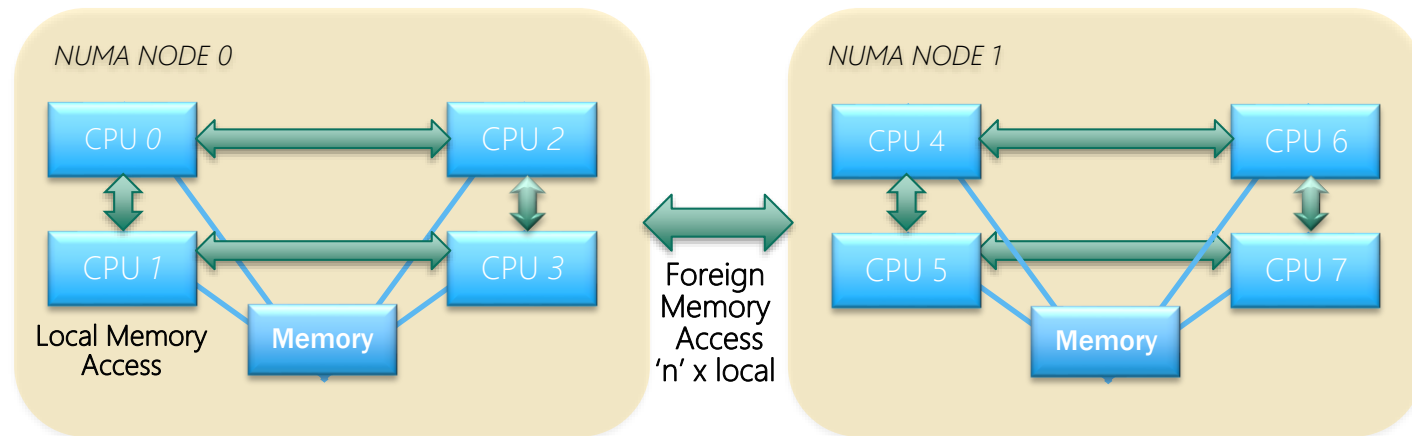 NUMA NODE 0
CPU 0
CPU 2
CPU 1
CPU 3
Memory
Local Memory
Access
Foreign
Memory
Access
‘n’ x local
NUMA NODE 1
CPU 4
CPU 6
CPU 5
CPU 7
Memory